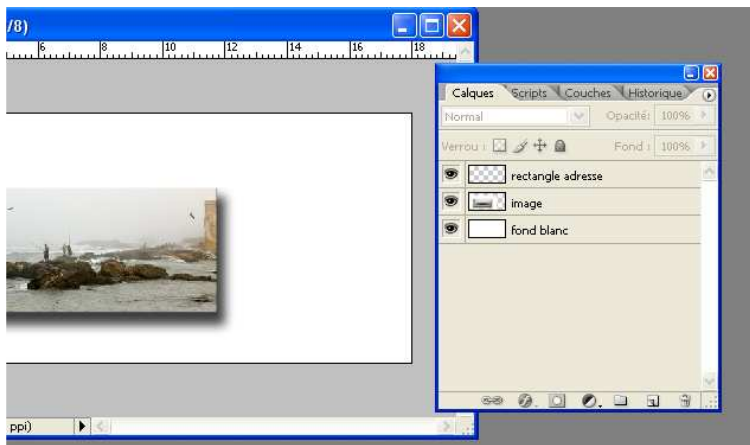 /8)
6 8 10 12 14 16 18
Calques Scripts Couches Historique
Normal Opacité: 100%
Verrou : Fond : 100%
rectangle adresse
image
fond blanc
ppi)